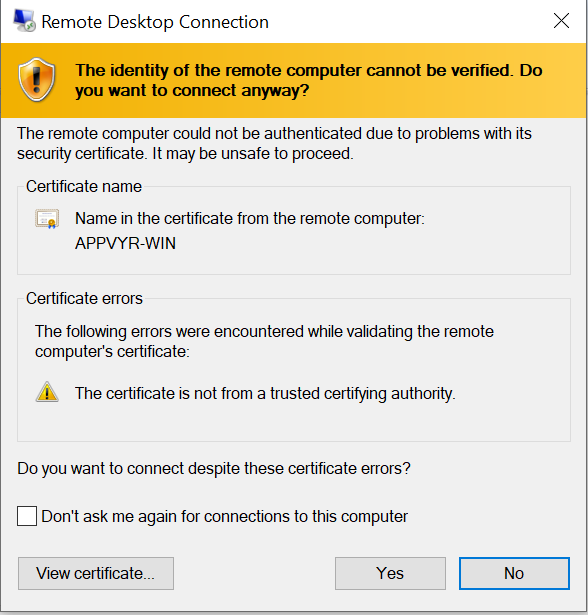 Remote Desktop Connection
The identity of the remote computer cannot be verified. Do
you want to connect anyway?
The remote computer could not be authenticated due to problems with its
security certificate. It may be unsafe to proceed.
Certificate name
Name in the certificate from the remote computer:
APPVYR-WIN
Certificate errors
The following errors were encountered while validating the remote
computer's certificate:
The certificate is not from a trusted certifying authority.
Do you want to connect despite these certificate errors?
Don't ask me again for connections to this computer
View certificate...
Yes
No